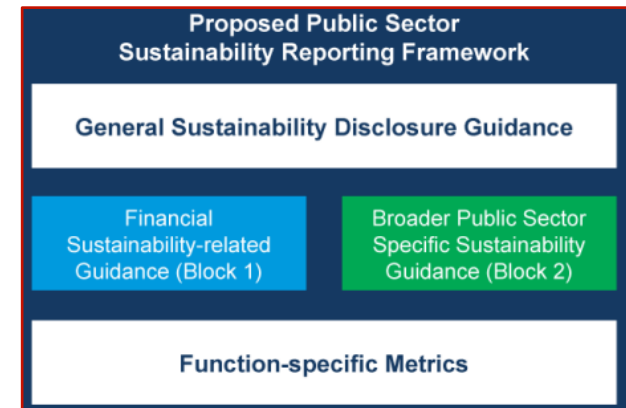 Proposed Public Sector
Sustainability Reporting Framework
General Sustainability Disclosure Guidance
Financial
Sustainability-related
Guidance (Block 1)
Broader Public Sector
Specific Sustainability
Guidance (Block 2)
Function-specific Metrics